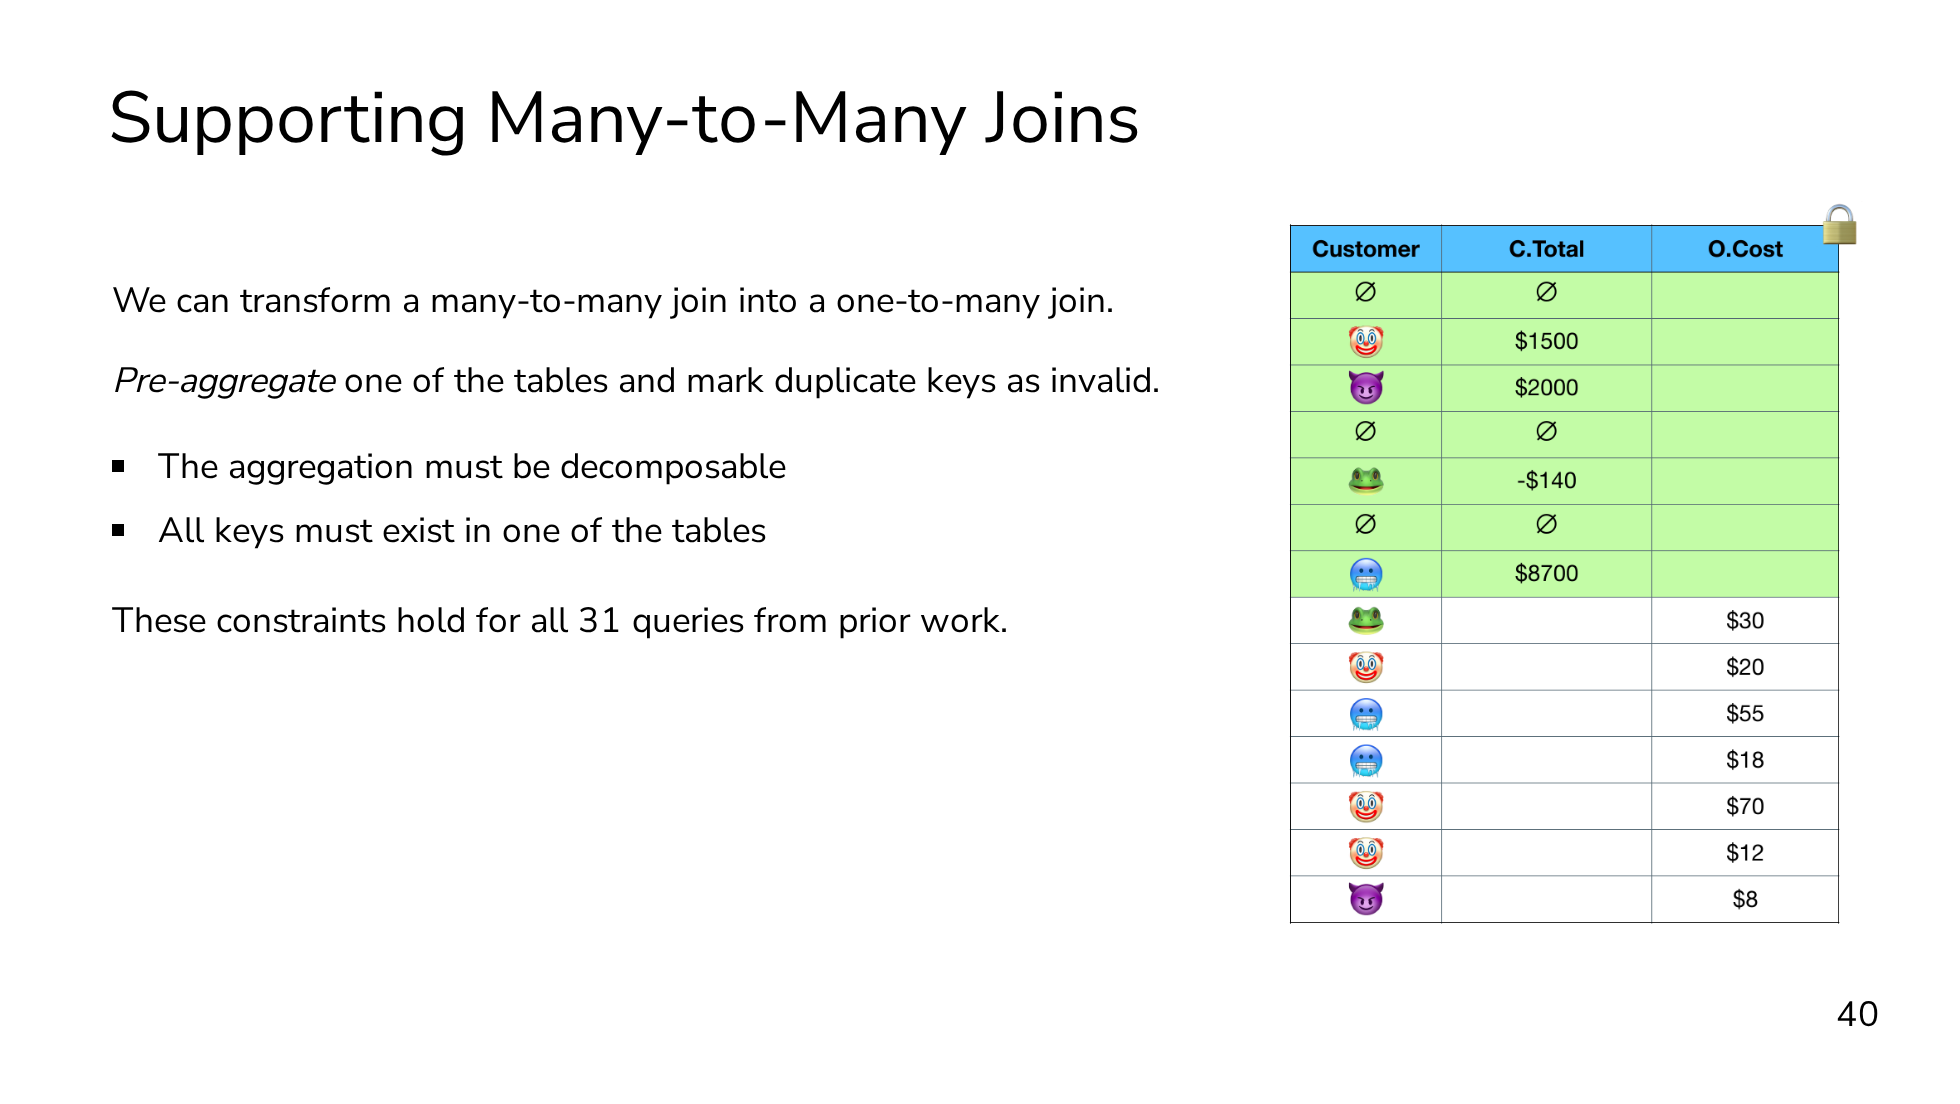 Supporting Many-to-Many Joins
We can transform a many-to-many join into a one-to-many join.
Pre-aggregate one of the tables and mark duplicate keys as invalid.
▪ The aggregation must be decomposable
▪ All keys must exist in one of the tables
These constraints hold for all 31 queries from prior work.
Customer C.Total O.Cost
∅ ∅
🤡 $1500
😈 $2000
∅ ∅
🐸 -$140
∅ ∅
🥶 $8700
🐸 $30
🤡 $20
🥶 $55
🥶 $18
🤡 $70
🤡 $12
😈 $8
40